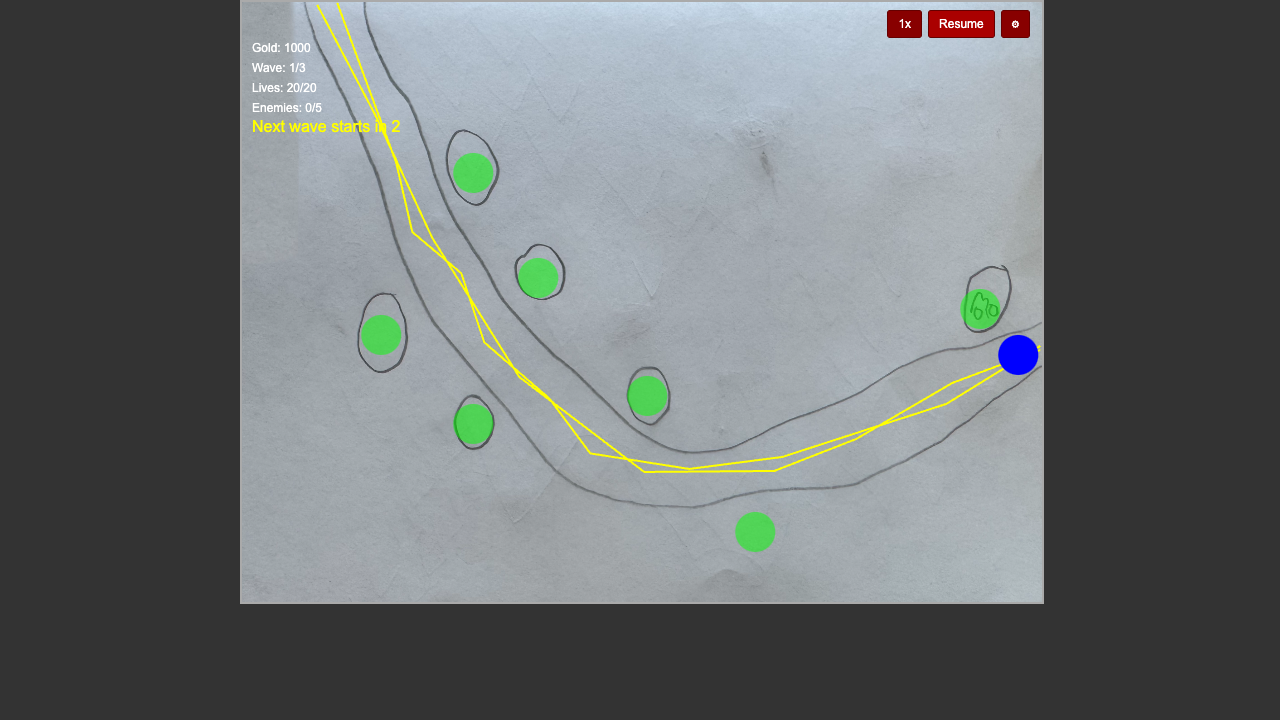 1x
Resume
Gold: 1000
Wave: 1/3
Lives: 20/20
Enemies: 0/5
Next wave starts in 2